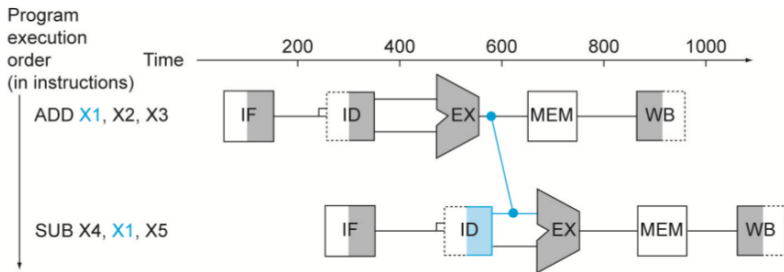 Program
execution
order
(in instructions)
Time
200 400 600 800 1000
ADD X1, X2, X3
IF ID EX MEM WB
SUB X4, X1, X5
IF ID EX MEM WB